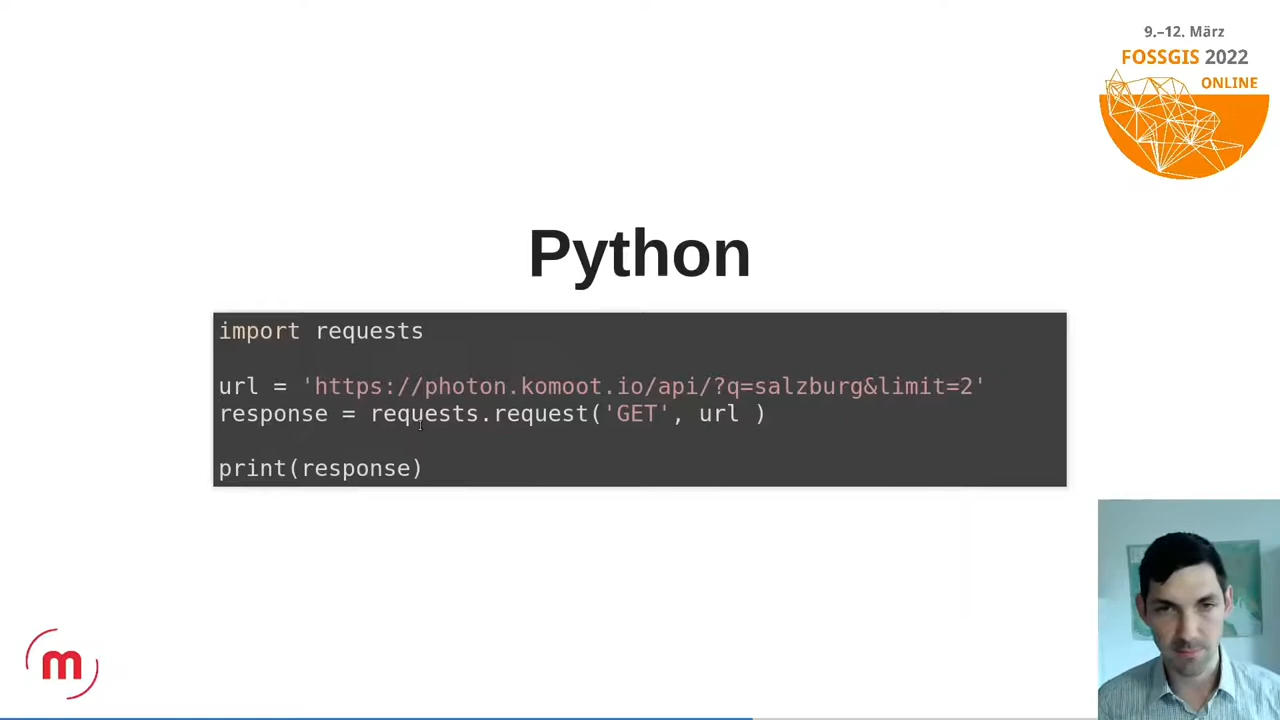 9.–12. März
FOSSGIS 2022
ONLINE
Python
import requests
url = 'https://photon.komoot.io/api/?q=salzburg&limit=2'
response = requests.request('GET', url )
print(response)
m